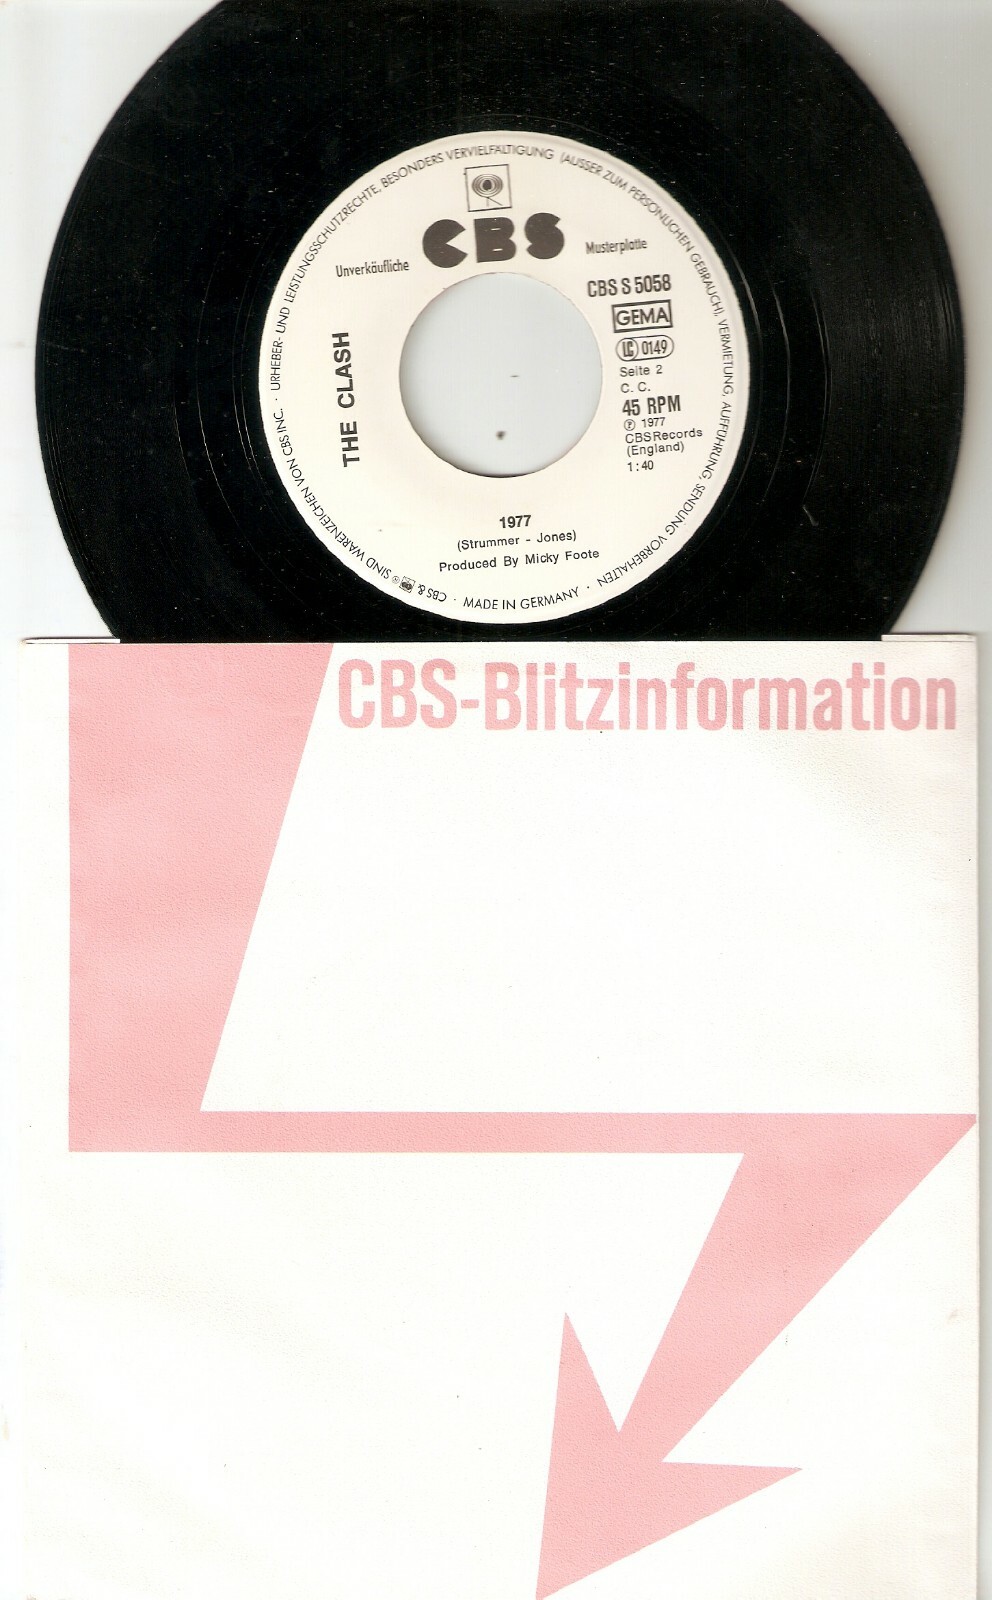 URHEBER- UND LEISTUNGSSCHUTZRECHTE, BESONDERS VERVIELFÄLTIGUNG (AUSSER ZUM PERSÖNLICHEN GEBRAUCH), VERMIETUNG, AUFFÜHRUNG, SENDUNG VORBEHALTEN · MADE IN GERMANY · CBS & ® SIND WARENZEICHEN VON CBS INC. ·
CBS
Unverkäufliche
Musterplatte
THE CLASH
CBS S 5058
GEMA
LC 0149
Seite 2
C. C.
45 RPM
℗ 1977
CBS Records
(England)
1:40
1977
(Strummer - Jones)
Produced By Micky Foote
CBS-Blitzinformation